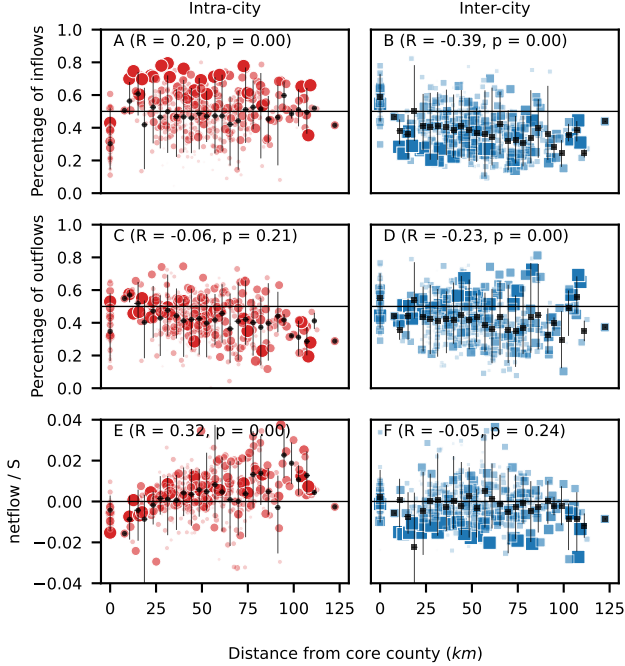 Intra-city
Inter-city
Percentage of inflows
1.0
0.8
0.6
0.4
0.2
0.0
A (R = 0.20, p = 0.00)
B (R = -0.39, p = 0.00)
Percentage of outflows
1.0
0.8
0.6
0.4
0.2
0.0
C (R = -0.06, p = 0.21)
D (R = -0.23, p = 0.00)
netflow / S
0.04
0.02
0.00
−0.02
−0.04
E (R = 0.32, p = 0.00)
F (R = -0.05, p = 0.24)
0 25 50 75 100 125
0 25 50 75 100 125
Distance from core county (km)